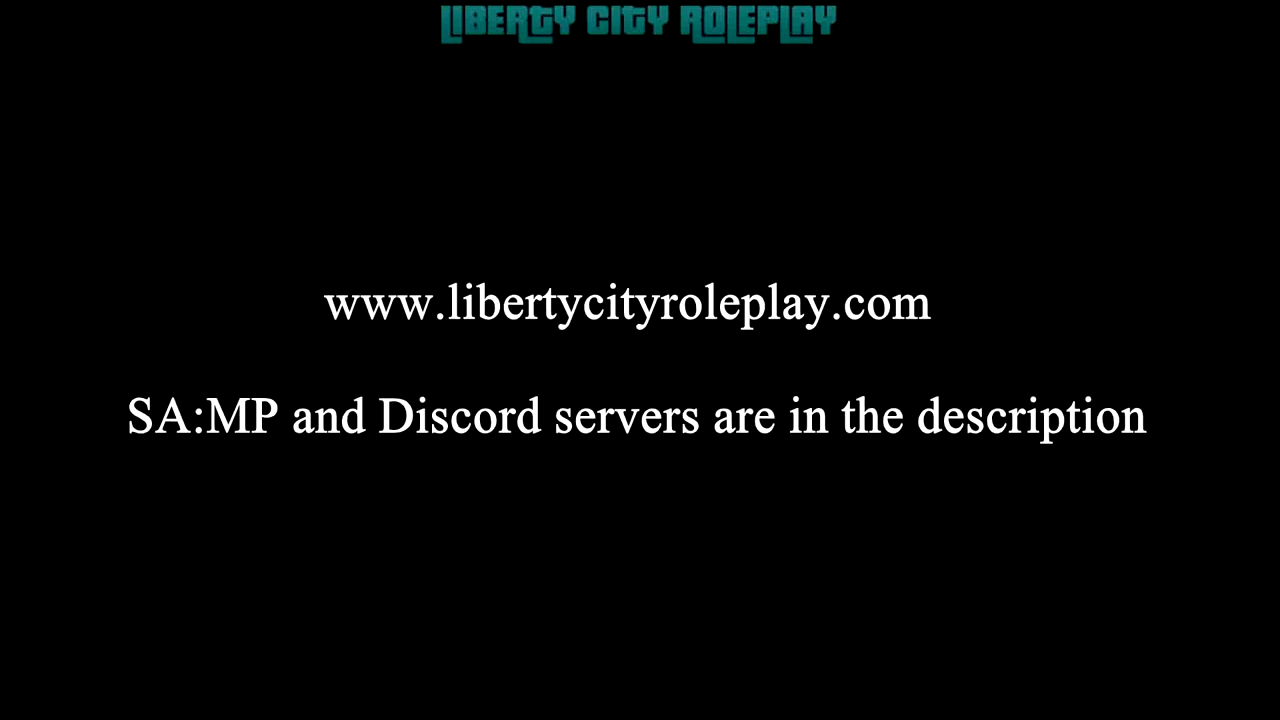 LIBERTY CITY ROLEPLAY
www.libertycityroleplay.com
SA:MP and Discord servers are in the description